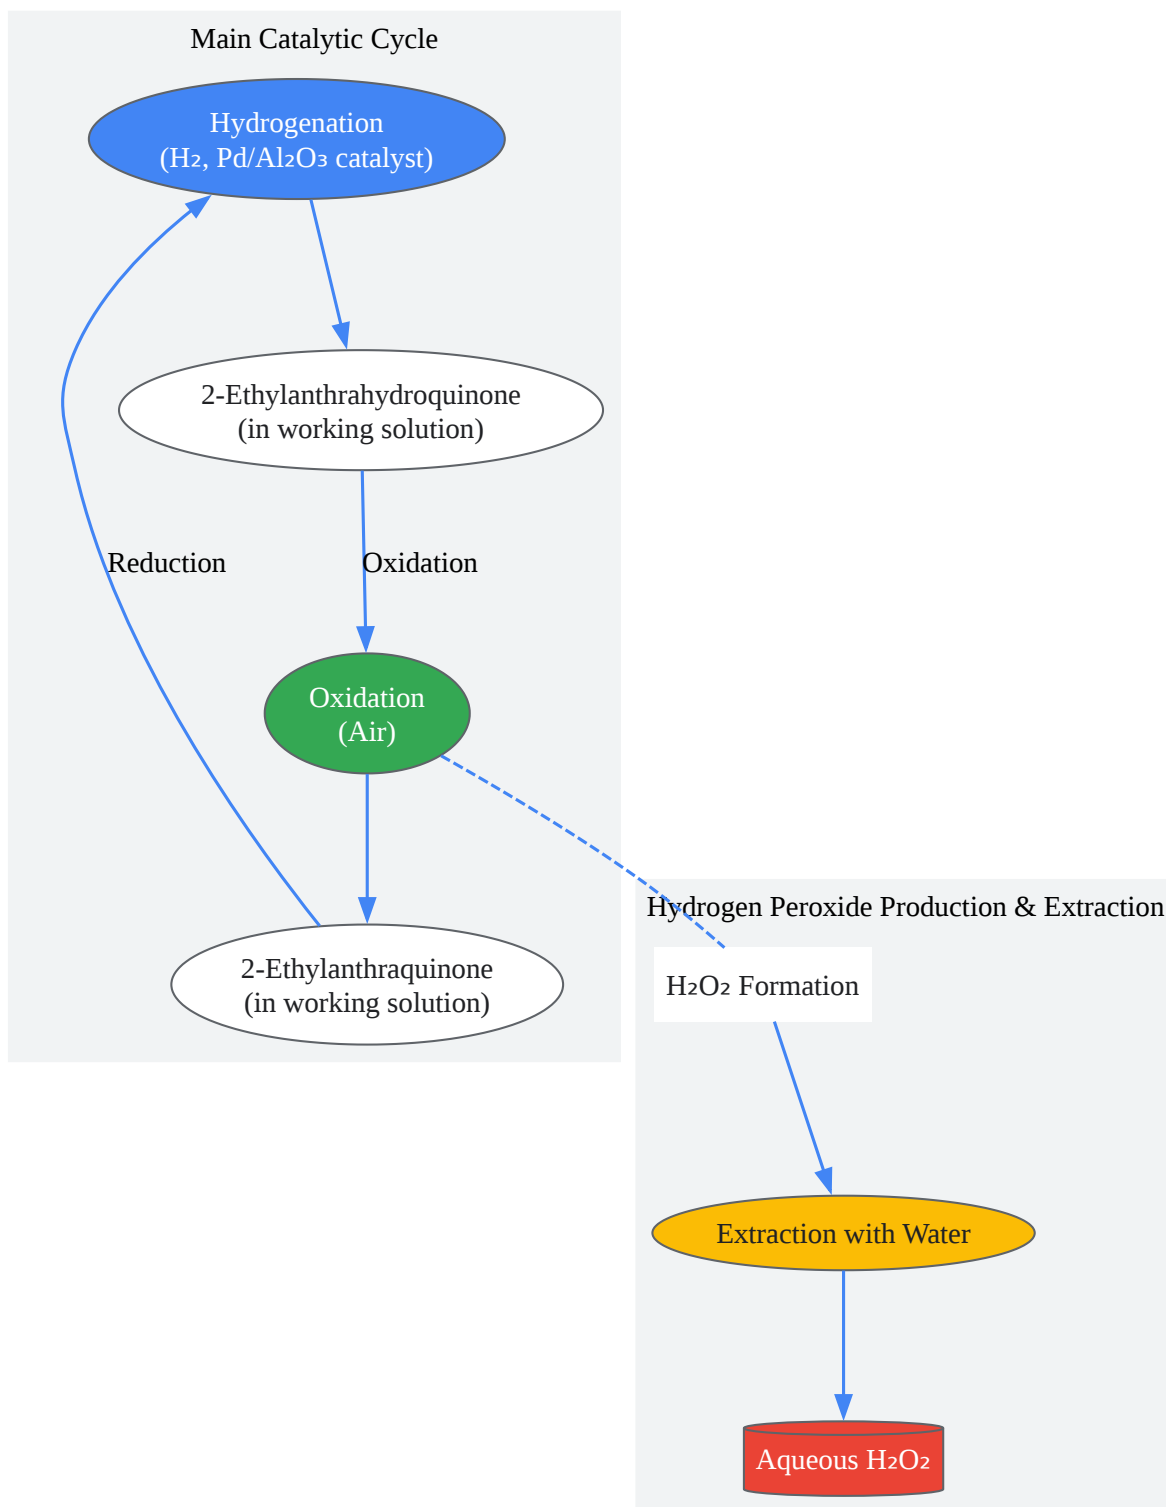 Main Catalytic Cycle
Hydrogenation
(H₂, Pd/Al₂O₃ catalyst)
2-Ethylanthrahydroquinone
(in working solution)
Reduction
Oxidation
Oxidation
(Air)
2-Ethylanthraquinone
(in working solution)
Hydrogen Peroxide Production & Extraction
H₂O₂ Formation
Extraction with Water
Aqueous H₂O₂